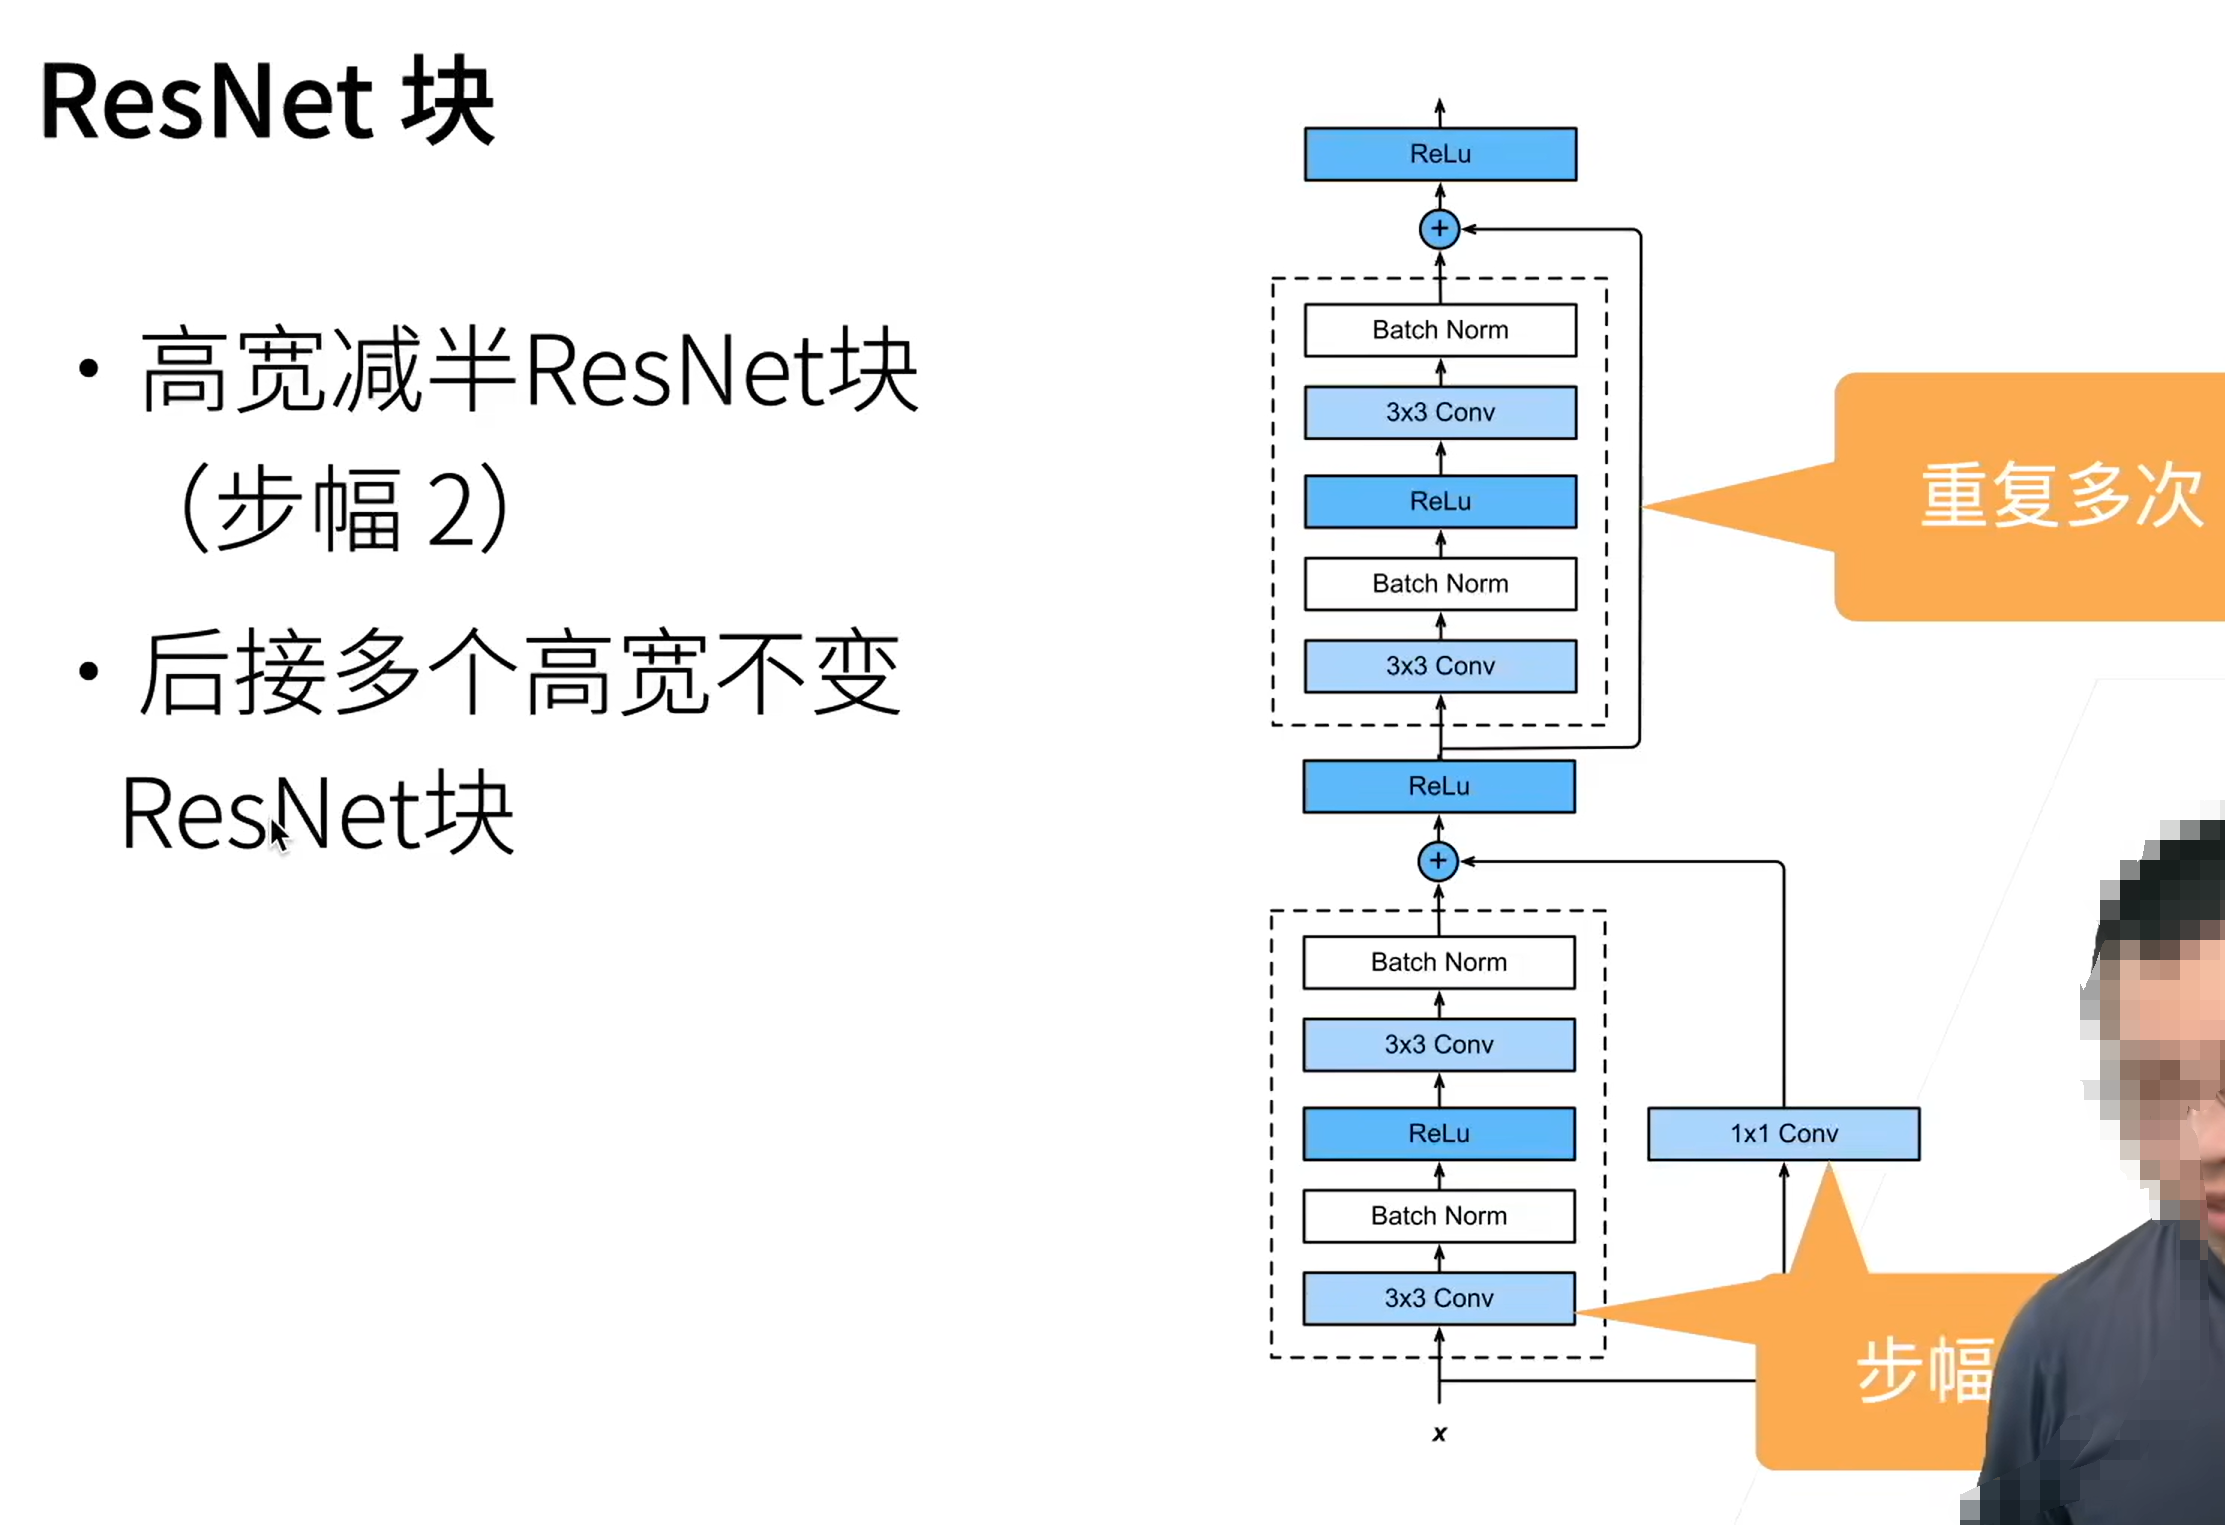 ResNet 块
• 高宽减半ResNet块
（步幅 2）
• 后接多个高宽不变
ResNet块
ReLu
+
Batch Norm
3x3 Conv
ReLu
Batch Norm
3x3 Conv
重复多次
ReLu
+
Batch Norm
3x3 Conv
ReLu
1x1 Conv
Batch Norm
3x3 Conv
步幅
x